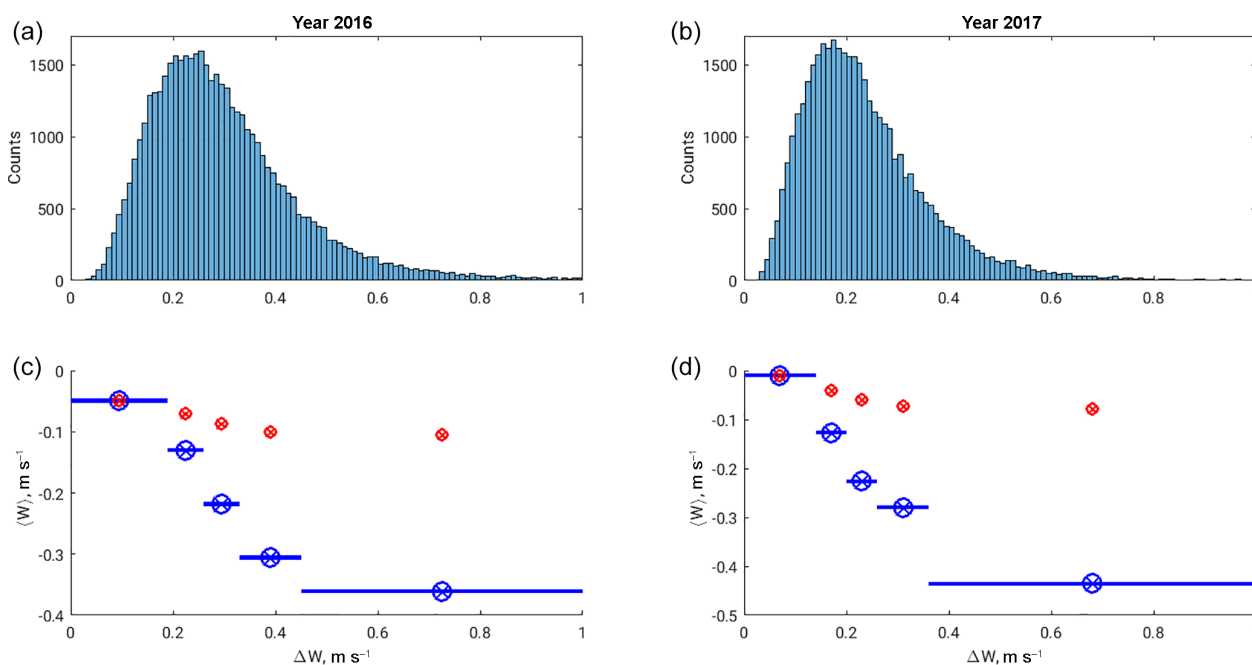 (a)
Year 2016
Counts
1500
1000
500
0
0 0.2 0.4 0.6 0.8 1
(b)
Year 2017
Counts
1500
1000
500
0
0 0.2 0.4 0.6 0.8
(c)
⟨W⟩, m s⁻¹
0
-0.1
-0.2
-0.3
-0.4
0 0.2 0.4 0.6 0.8 1
ΔW, m s⁻¹
(d)
⟨W⟩, m s⁻¹
0
-0.1
-0.2
-0.3
-0.4
-0.5
0 0.2 0.4 0.6 0.8
ΔW, m s⁻¹